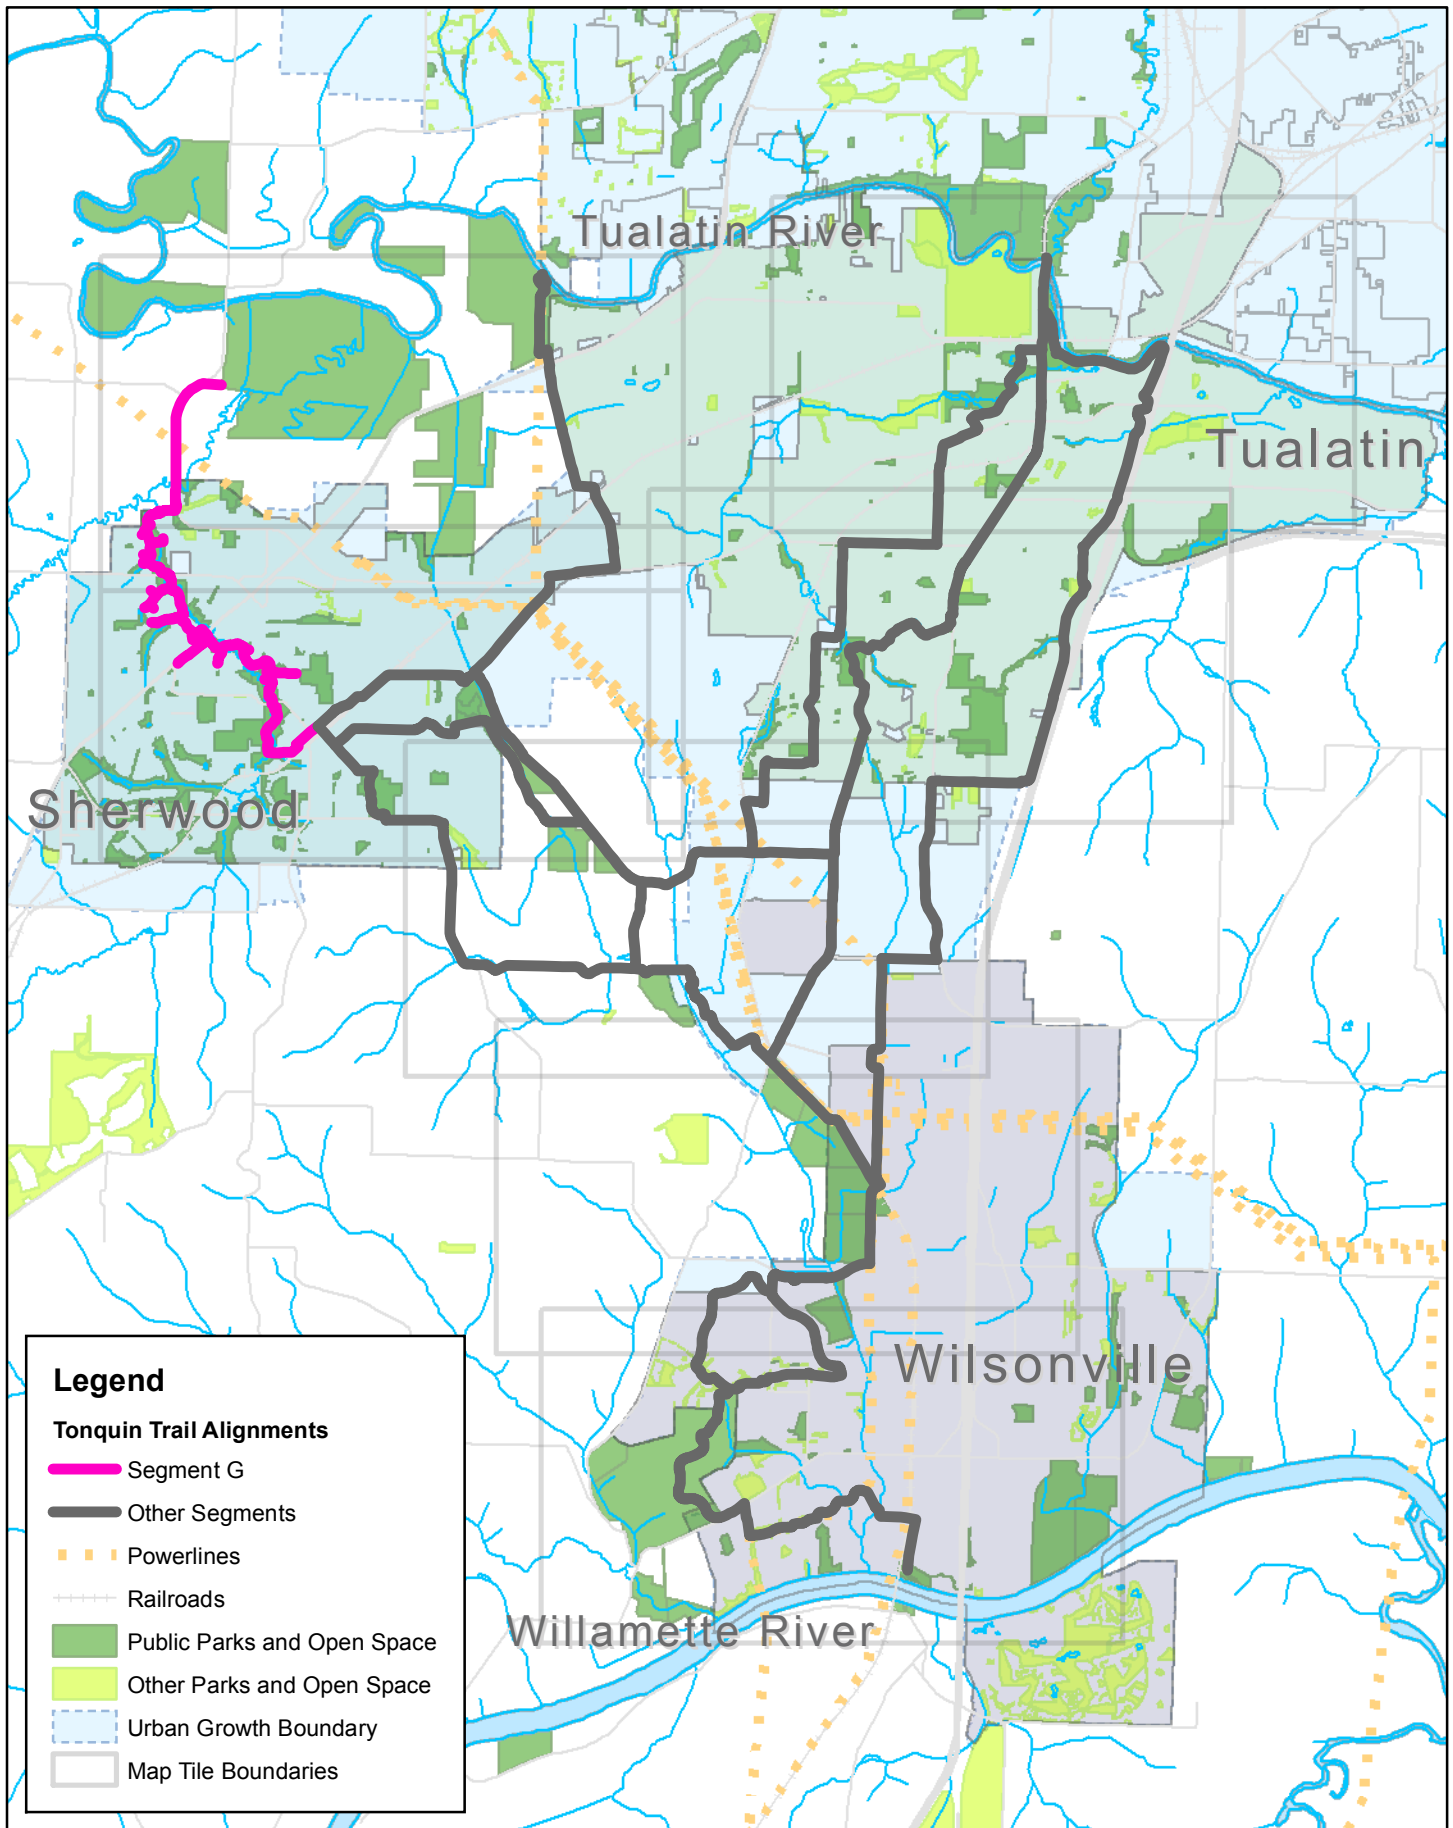 Tualatin River
Tualatin
Sherwood
Wilsonville
Willamette River
Legend
Tonquin Trail Alignments
Segment G
Other Segments
Powerlines
Railroads
Public Parks and Open Space
Other Parks and Open Space
Urban Growth Boundary
Map Tile Boundaries